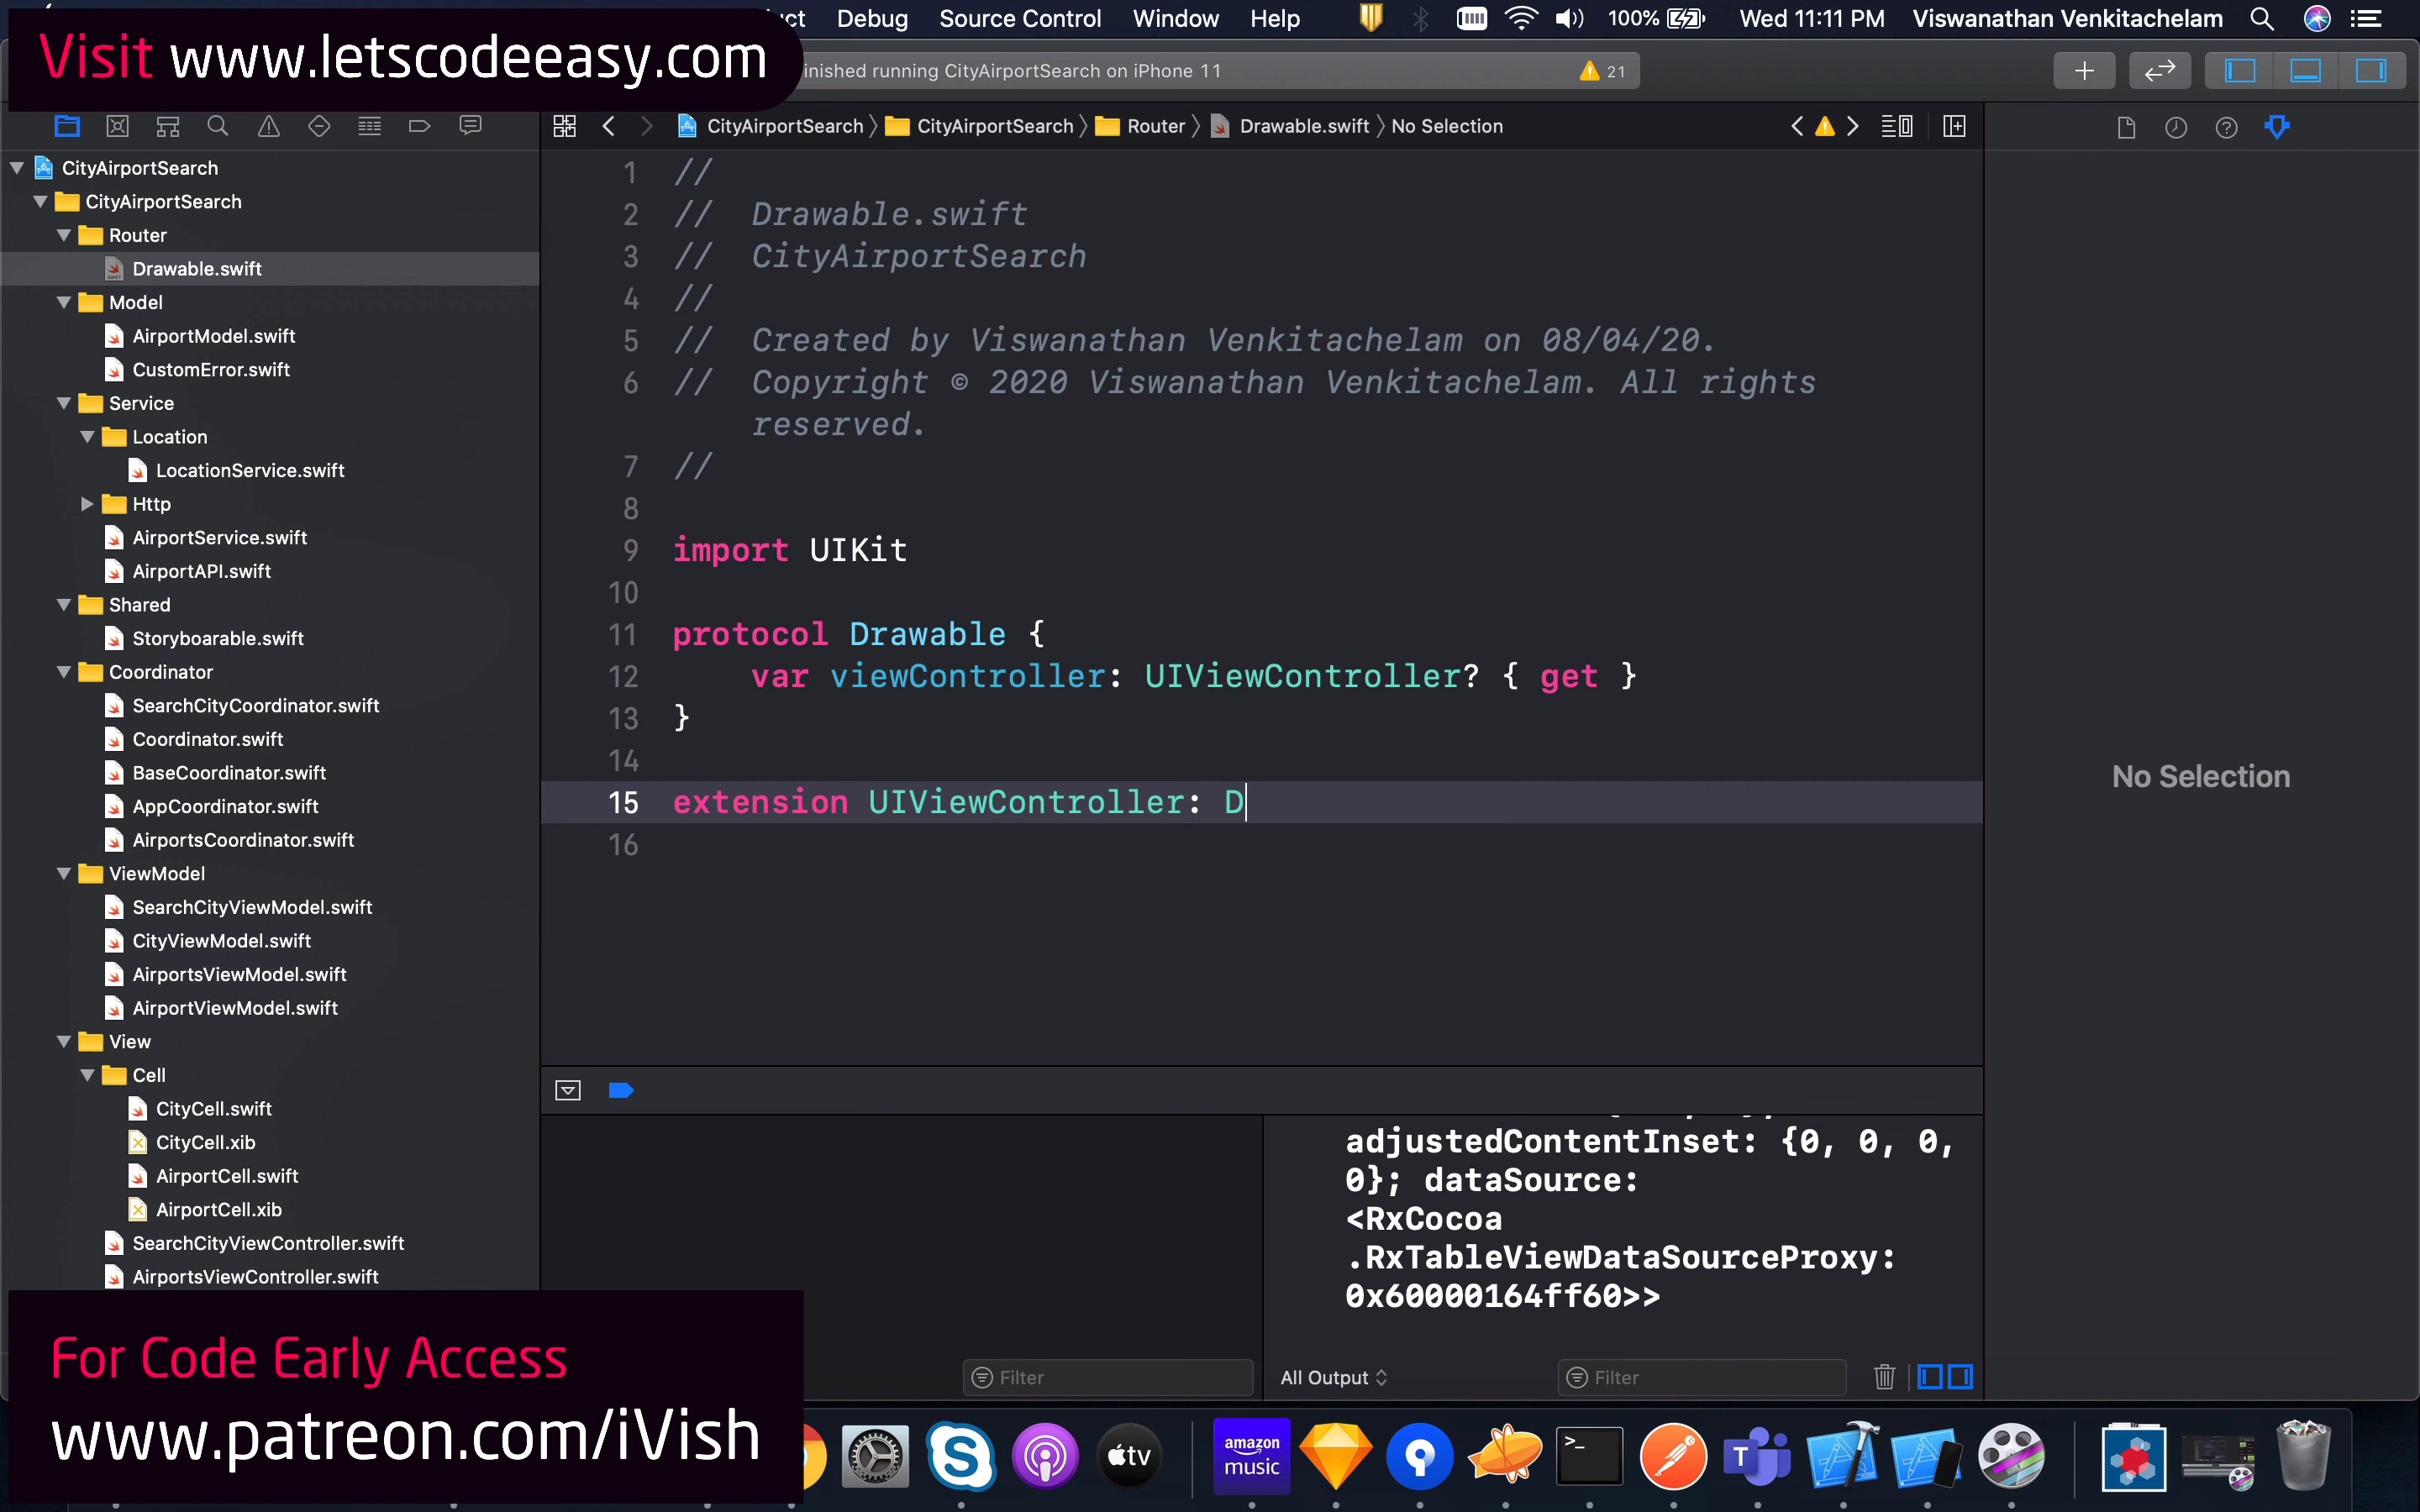 Visit www.letscodeeasy.com
Debug Source Control Window Help 100% Wed 11:11 PM Viswanathan Venkitachelam
inished running CityAirportSearch on iPhone 11 21
CityAirportSearch CityAirportSearch Router Drawable.swift No Selection
CityAirportSearch
CityAirportSearch
Router
Drawable.swift
Model
AirportModel.swift
CustomError.swift
Service
Location
LocationService.swift
Http
AirportService.swift
AirportAPI.swift
Shared
Storyboarable.swift
Coordinator
SearchCityCoordinator.swift
Coordinator.swift
BaseCoordinator.swift
AppCoordinator.swift
AirportsCoordinator.swift
ViewModel
SearchCityViewModel.swift
CityViewModel.swift
AirportsViewModel.swift
AirportViewModel.swift
View
Cell
CityCell.swift
CityCell.xib
AirportCell.swift
AirportCell.xib
SearchCityViewController.swift
AirportsViewController.swift
1 //
2 // Drawable.swift
3 // CityAirportSearch
4 //
5 // Created by Viswanathan Venkitachelam on 08/04/20.
6 // Copyright © 2020 Viswanathan Venkitachelam. All rights
reserved.
7 //
8
9 import UIKit
10
11 protocol Drawable {
12 var viewController: UIViewController? { get }
13 }
14
15 extension UIViewController: D
16
No Selection
adjustedContentInset: {0, 0, 0,
0}; dataSource:
<RxCocoa
.RxTableViewDataSourceProxy:
0x60000164ff60>>
Filter
All Output
Filter
For Code Early Access
www.patreon.com/iVish
tv
amazon
music